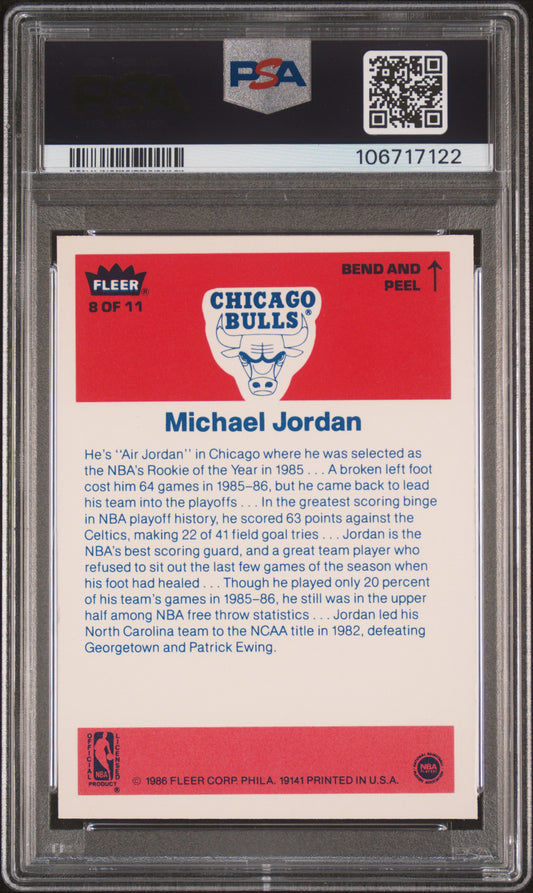 PSA
106717122
FLEER®
8 OF 11
BEND AND
PEEL
CHICAGO
BULLS®
Michael Jordan
He's "Air Jordan" in Chicago where he was selected as
the NBA's Rookie of the Year in 1985 . . . A broken left foot
cost him 64 games in 1985–86, but he came back to lead
his team into the playoffs . . . In the greatest scoring binge
in NBA playoff history, he scored 63 points against the
Celtics, making 22 of 41 field goal tries . . . Jordan is the
NBA's best scoring guard, and a great team player who
refused to sit out the last few games of the season when
his foot had healed . . . Though he played only 20 percent
of his team's games in 1985–86, he still was in the upper
half among NBA free throw statistics . . . Jordan led his
North Carolina team to the NCAA title in 1982, defeating
Georgetown and Patrick Ewing.
OFFICIAL LICENSED
NBA
PRODUCT ®
© 1986 FLEER CORP. PHILA. 19141 PRINTED IN U.S.A.
NBA
PLAYERS